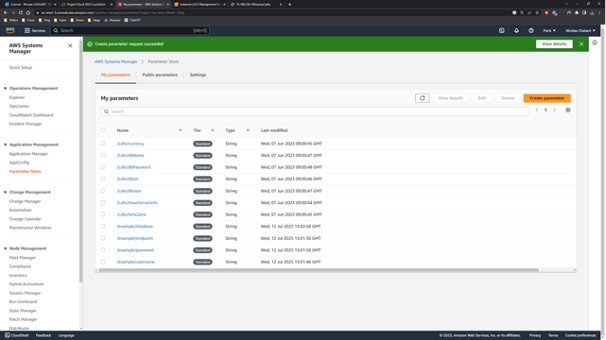 aws
Services
Search
[Alt+S]
Paris
AWS Systems Manager
Quick Setup
Operations Management
Explorer
OpsCenter
CloudWatch Dashboard
Incident Manager
Application Management
Application Manager
AppConfig
Parameter Store
Change Management
Change Manager
Automation
Change Calendar
Maintenance Windows
Node Management
Fleet Manager
Compliance
Inventory
Hybrid Activations
Session Manager
Run Command
State Manager
Patch Manager
Distributor
Create parameter request succeeded
View details
AWS Systems Manager > Parameter Store
My parameters Public parameters Settings
My parameters
View details Edit Delete Create parameter
Search
1
Name Tier Type Last modified
/cafe/currency Standard String Wed, 07 Jun 2023 09:00:45 GMT
/cafe/dbName Standard String Wed, 07 Jun 2023 09:00:47 GMT
/cafe/dbPassword Standard String Wed, 07 Jun 2023 09:00:48 GMT
/cafe/dbUrl Standard String Wed, 07 Jun 2023 09:00:46 GMT
/cafe/dbUser Standard String Wed, 07 Jun 2023 09:00:47 GMT
/cafe/showServerInfo Standard String Wed, 07 Jun 2023 09:00:44 GMT
/cafe/timeZone Standard String Wed, 07 Jun 2023 09:00:45 GMT
/example/database Standard String Wed, 12 Jul 2023 13:02:08 GMT
/example/endpoint Standard String Wed, 12 Jul 2023 13:01:36 GMT
/example/password Standard String Wed, 12 Jul 2023 13:01:58 GMT
/example/username Standard String Wed, 12 Jul 2023 13:01:46 GMT
CloudShell Feedback Language
© 2023, Amazon Web Services, Inc. or its affiliates. Privacy Terms Cookie preferences